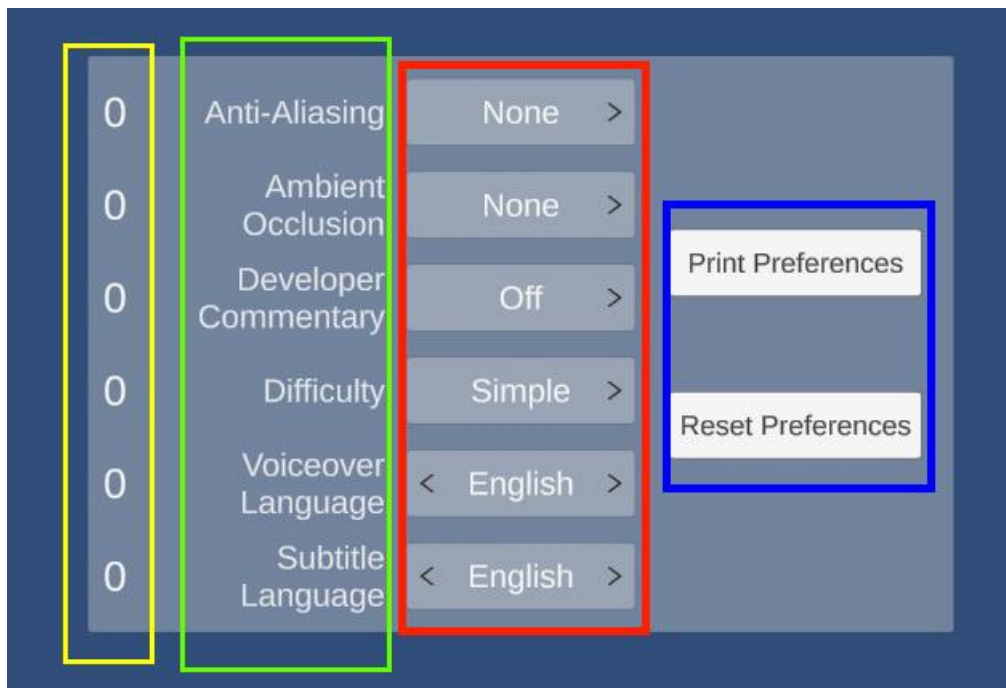 0 Anti-Aliasing None >
0 Ambient
Occlusion None >
0 Developer
Commentary Off >
0 Difficulty Simple >
0 Voiceover
Language < English >
0 Subtitle
Language < English >
Print Preferences
Reset Preferences